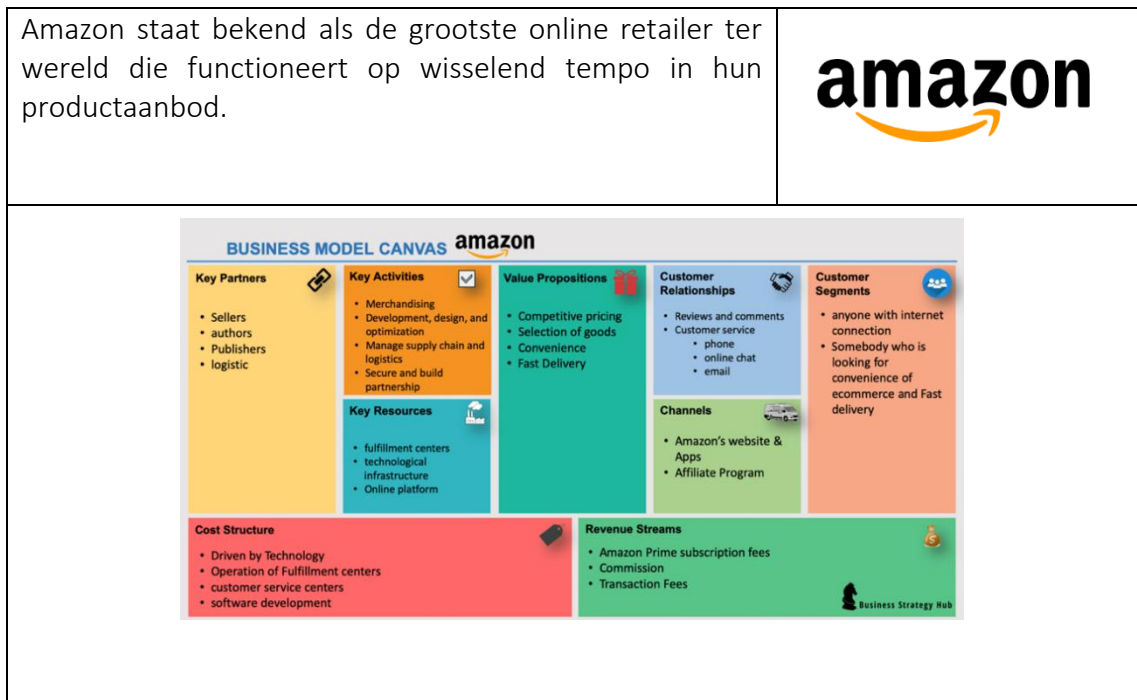 Amazon staat bekend als de grootste online retailer ter
wereld die functioneert op wisselend tempo in hun
productaanbod.
amazon
BUSINESS MODEL CANVAS amazon
Key Partners
• Sellers
• authors
• Publishers
• logistic
Key Activities
• Merchandising
• Development, design, and
optimization
• Manage supply chain and
logistics
• Secure and build
partnership
Key Resources
• fulfillment centers
• technological
infrastructure
• Online platform
Value Propositions
• Competitive pricing
• Selection of goods
• Convenience
• Fast Delivery
Customer
Relationships
• Reviews and comments
• Customer service
• phone
• online chat
• email
Channels
• Amazon's website &
Apps
• Affiliate Program
Customer
Segments
• anyone with internet
connection
• Somebody who is
looking for
convenience of
ecommerce and Fast
delivery
Cost Structure
• Driven by Technology
• Operation of Fulfillment centers
• customer service centers
• software development
Revenue Streams
• Amazon Prime subscription fees
• Commission
• Transaction Fees
Business Strategy Hub